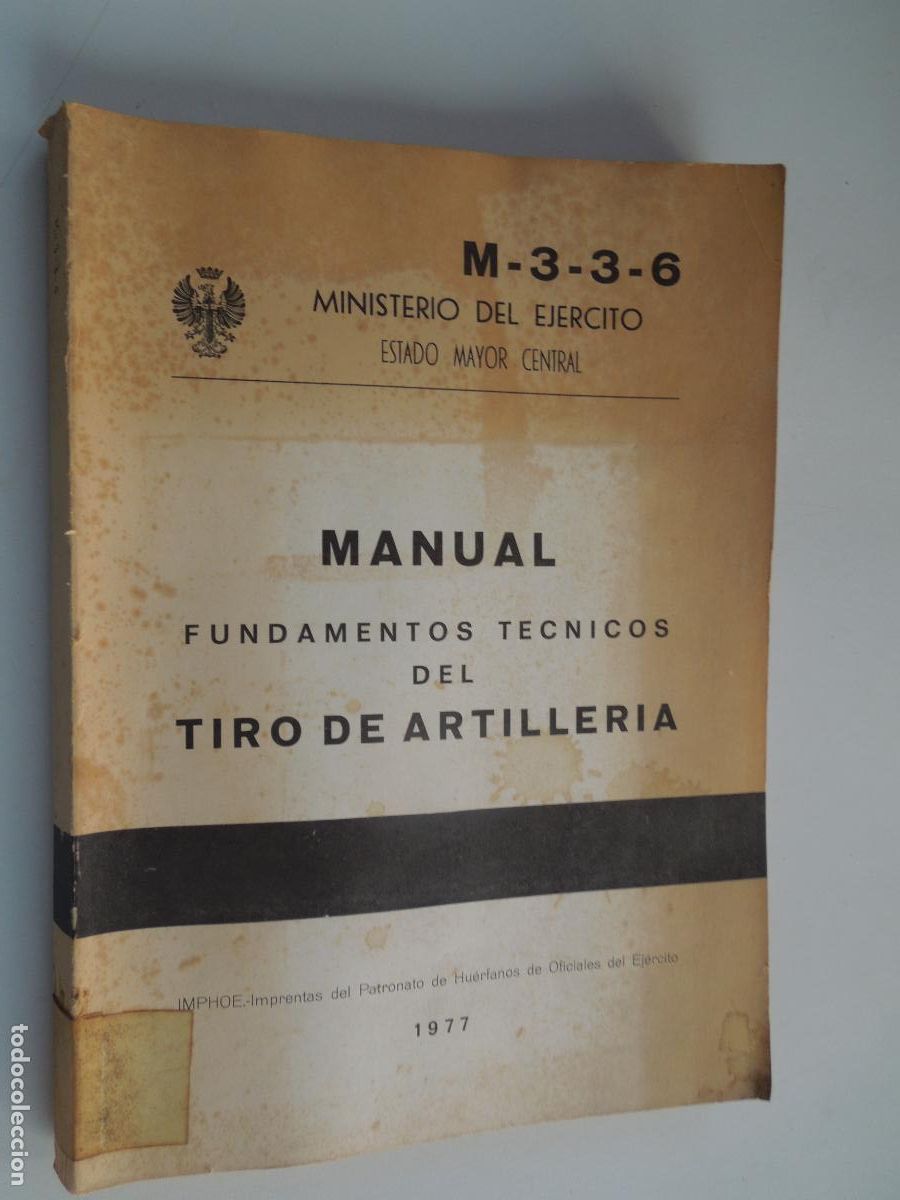 M-3-3-6
MINISTERIO DEL EJERCITO
ESTADO MAYOR CENTRAL
MANUAL
FUNDAMENTOS TECNICOS
DEL
TIRO DE ARTILLERIA
IMPHOE.-Imprentas del Patronato de Huérfanos de Oficiales del Ejército
1977
todocoleccion